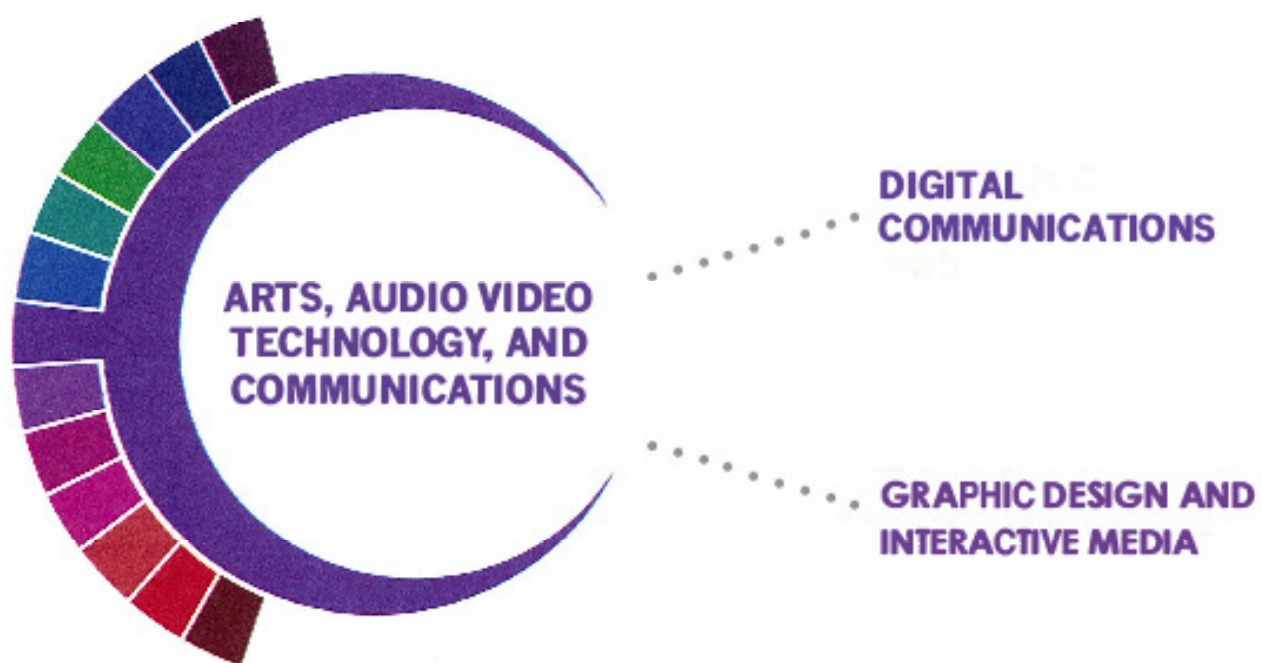 ARTS, AUDIO VIDEO
TECHNOLOGY, AND
COMMUNICATIONS
DIGITAL
COMMUNICATIONS
GRAPHIC DESIGN AND
INTERACTIVE MEDIA